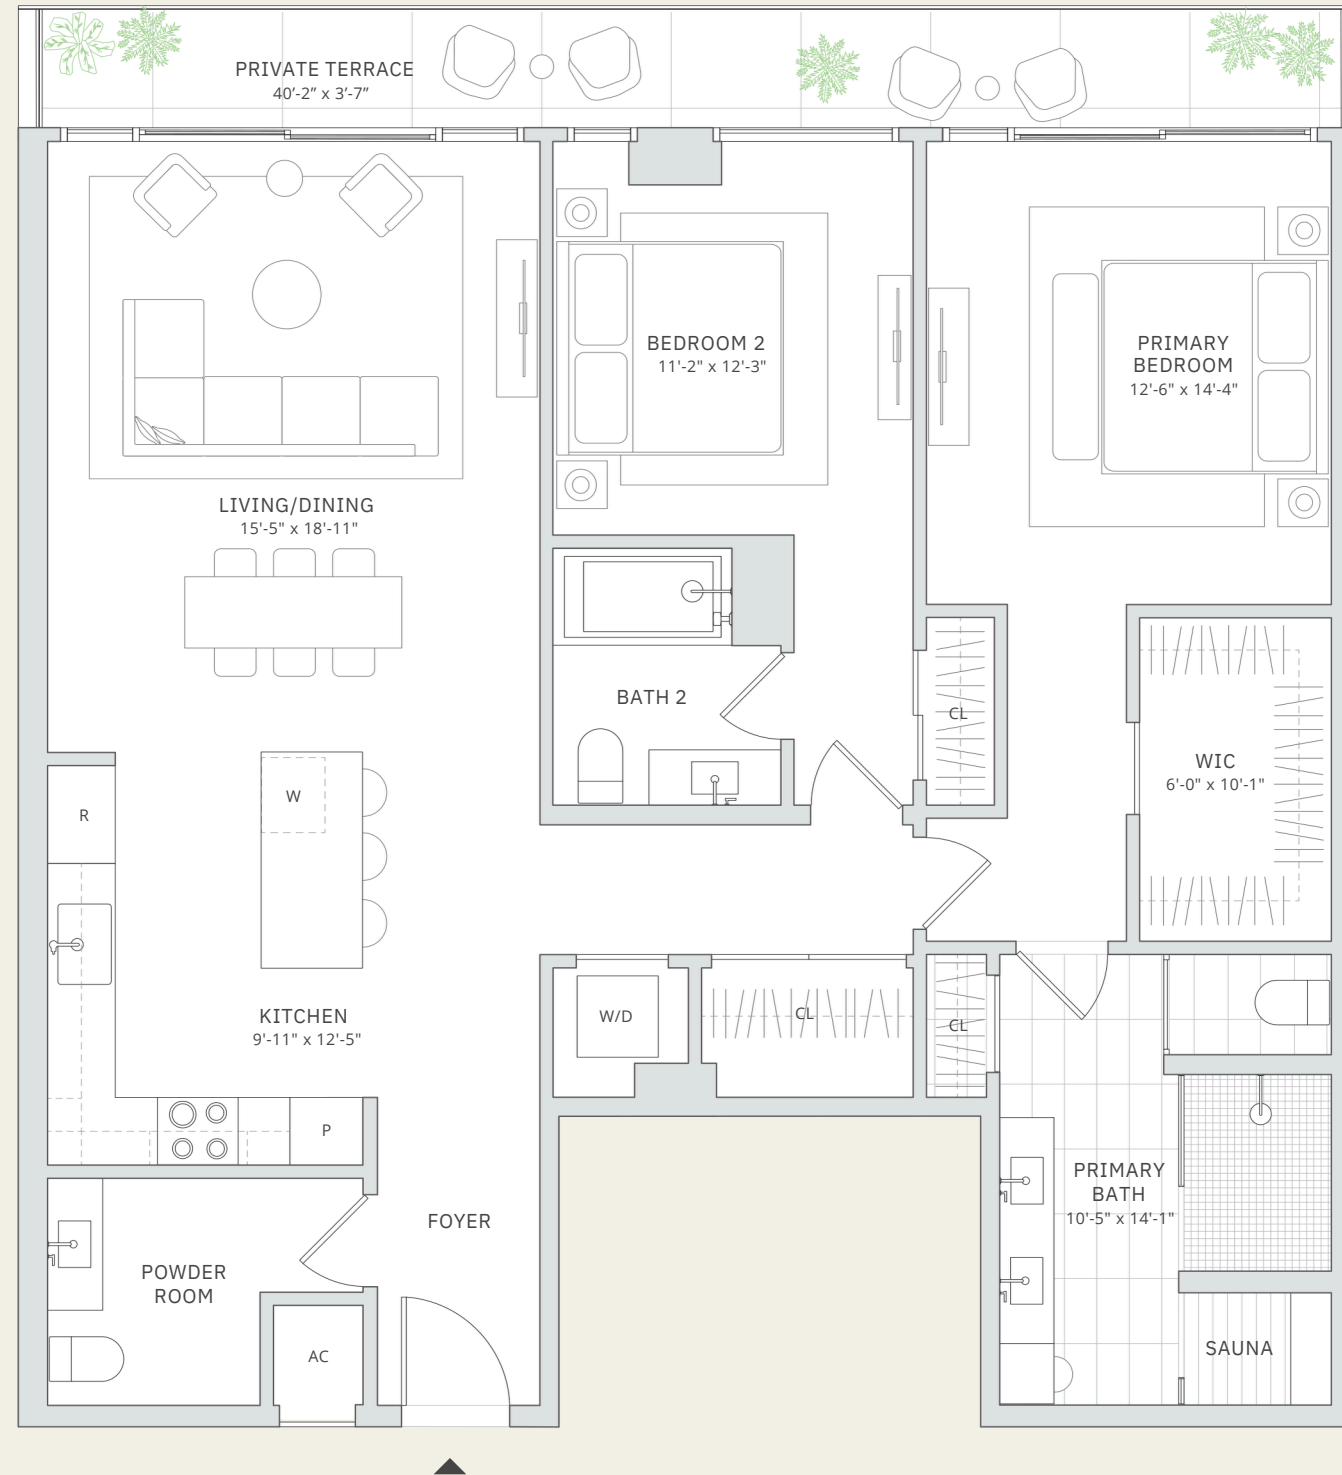 PRIVATE TERRACE
40'-2" x 3'-7"
BEDROOM 2
11'-2" x 12'-3"
PRIMARY
BEDROOM
12'-6" x 14'-4"
LIVING/DINING
15'-5" x 18'-11"
BATH 2
CL
WIC
6'-0" x 10'-1"
W
R
KITCHEN
9'-11" x 12'-5"
W/D
CL
CL
P
PRIMARY
BATH
10'-5" x 14'-1"
FOYER
POWDER
ROOM
AC
SAUNA